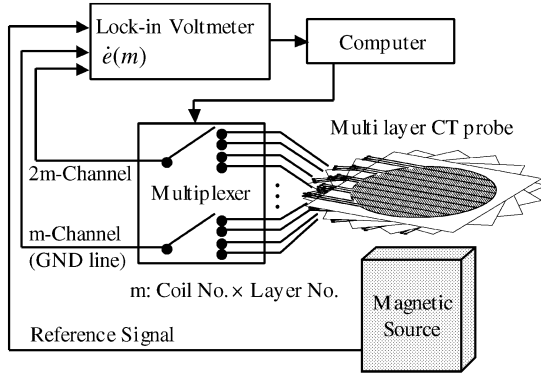 Lock-in Voltmeter
ė(m)
Computer
Multi layer CT probe
2m-Channel
Multiplexer
m-Channel
(GND line)
m: Coil No. × Layer No.
Magnetic
Source
Reference Signal